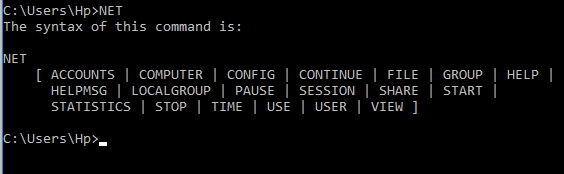 C:\Users\Hp>NET
The syntax of this command is:
NET
[ ACCOUNTS | COMPUTER | CONFIG | CONTINUE | FILE | GROUP | HELP |
HELPMSG | LOCALGROUP | PAUSE | SESSION | SHARE | START |
STATISTICS | STOP | TIME | USE | USER | VIEW ]
C:\Users\Hp>